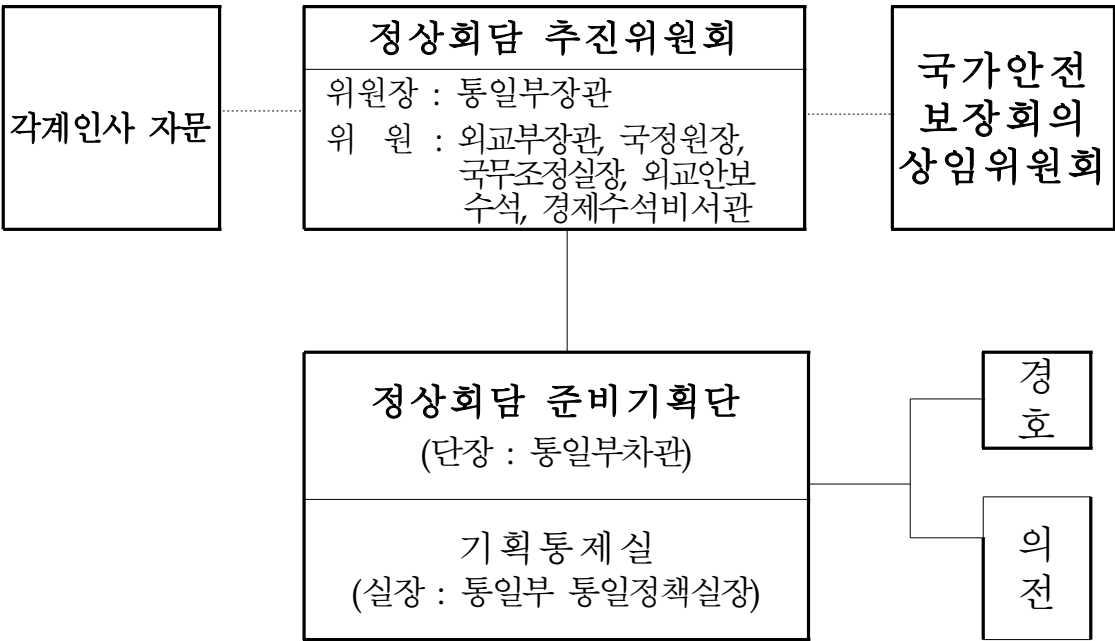 정상회담 추진위원회
위원장 : 통일부장관
위 원 : 외교부장관, 국정원장,
국무조정실장, 외교안보
수석, 경제수석비서관
각계인사 자문
국가안전
보장회의
상임위원회
정상회담 준비기획단
(단장 : 통일부차관)
기획통제실
(실장 : 통일부 통일정책실장)
경
호
의
전